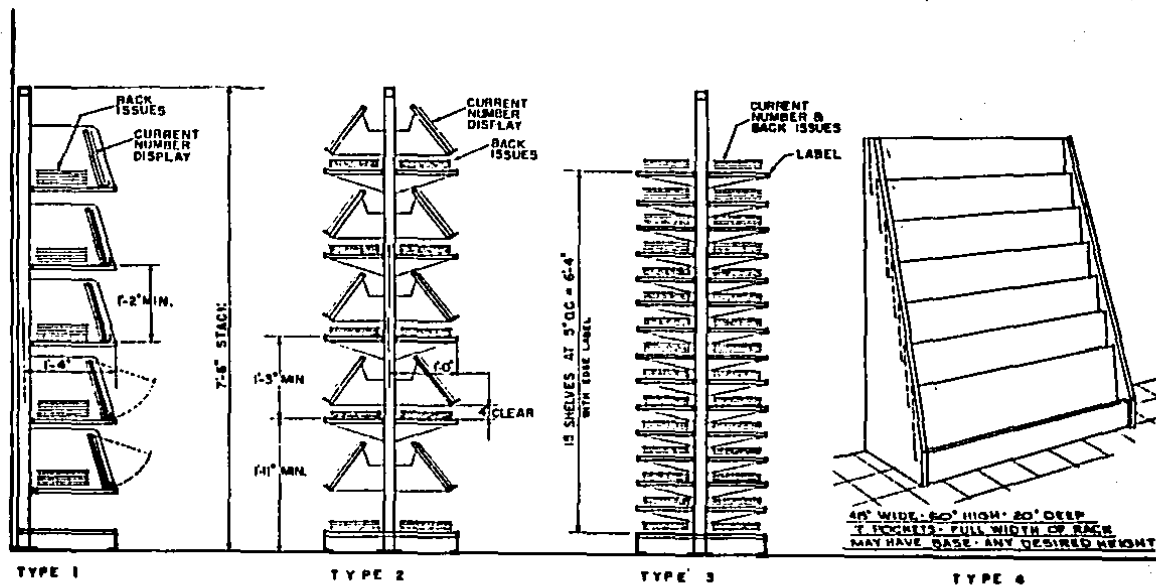 BACK
ISSUES
CURRENT
NUMBER
DISPLAY
1'-2" MIN.
1'-4"
TYPE 1
7'-6" STACK
CURRENT
NUMBER
DISPLAY
BACK
ISSUES
1'-0"
1'-3" MIN
4" CLEAR
1'-11" MIN.
TYPE 2
CURRENT
NUMBER &
BACK ISSUES
LABEL
15 SHELVES AT 5" O.C. = 6'-4"
WITH EDGE LABEL
TYPE 3
48" WIDE · 60" HIGH · 20" DEEP
7 POCKETS · FULL WIDTH OF RACK
MAY HAVE BASE · ANY DESIRED HEIGHT
TYPE 4